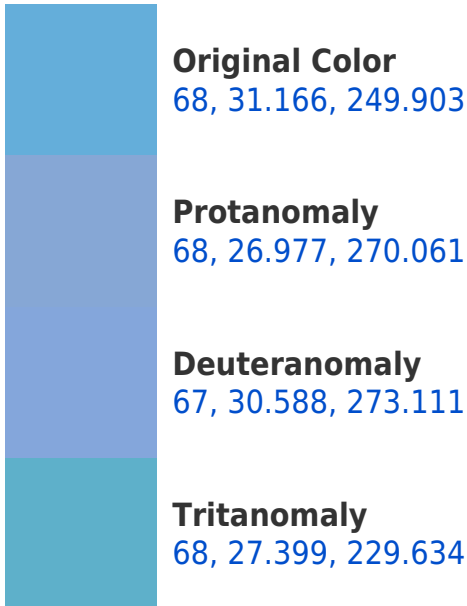 Original Color
68, 31.166, 249.903
Protanomaly
68, 26.977, 270.061
Deuteranomaly
67, 30.588, 273.111
Tritanomaly
68, 27.399, 229.634